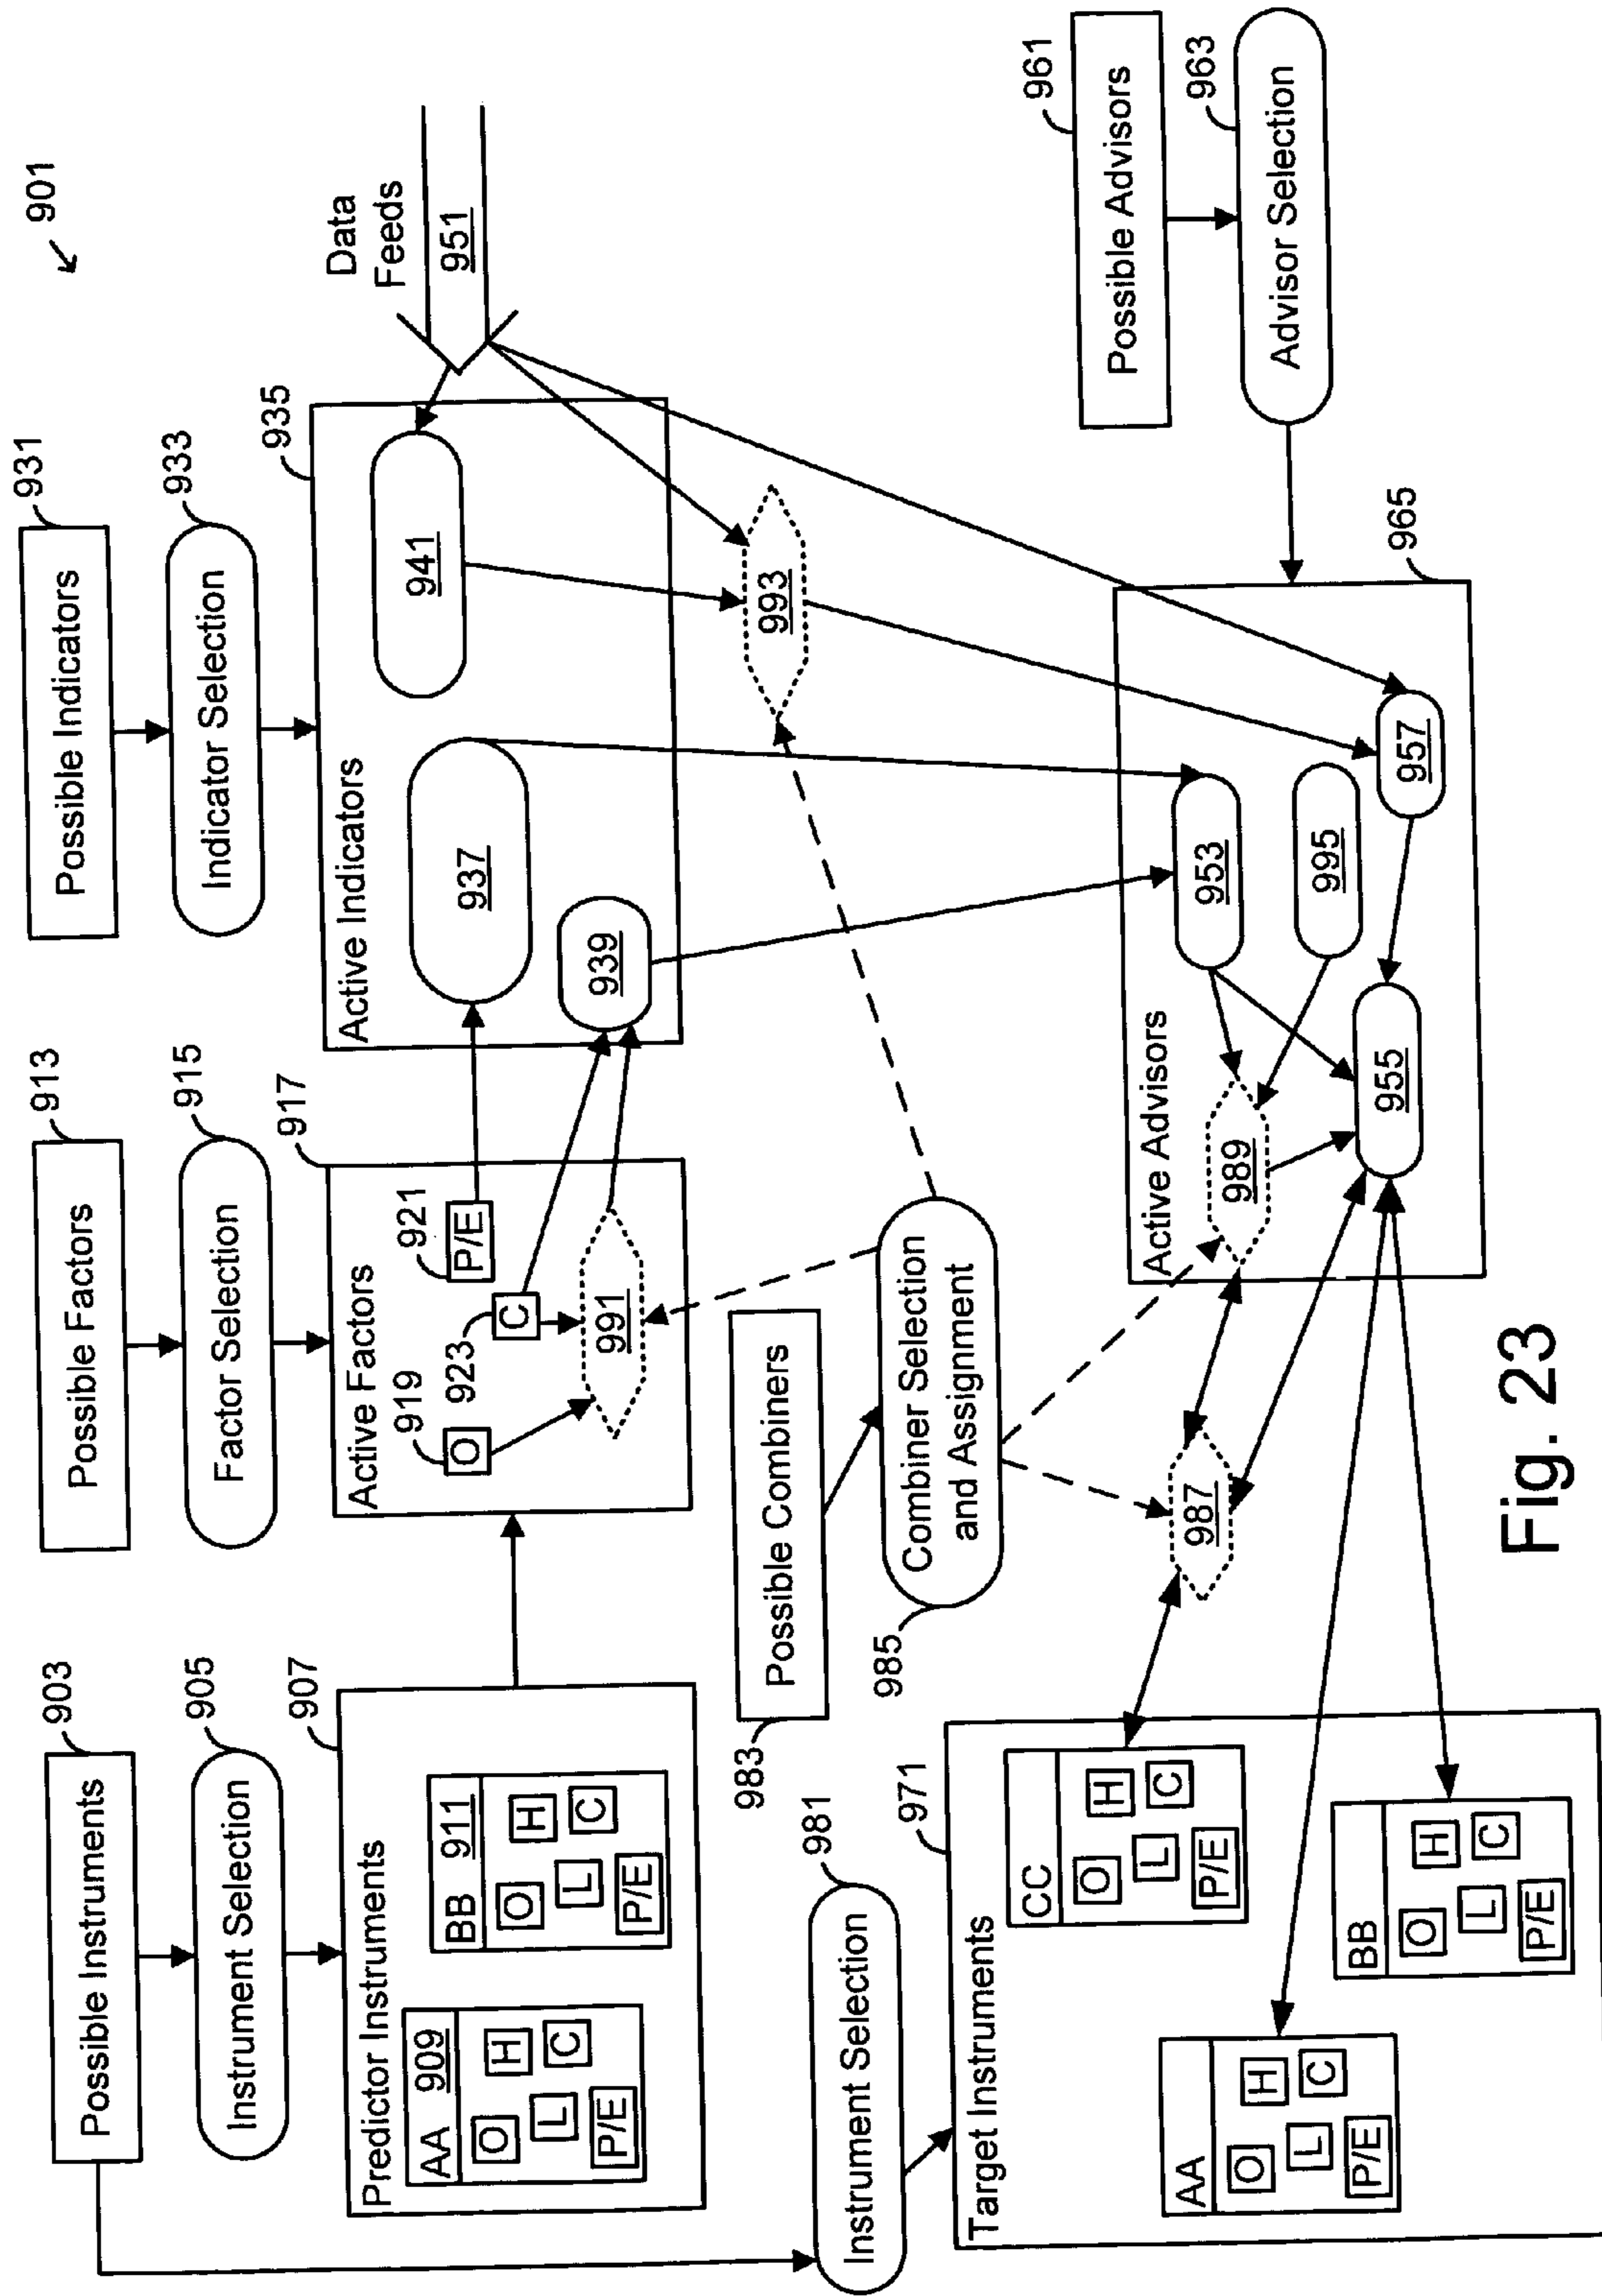 901
903
Possible Instruments
905
Instrument Selection
907
Predictor Instruments
AA 909
O
H
L
C
P/E
BB 911
O
H
L
C
P/E
913
Possible Factors
915
Factor Selection
917
Active Factors
919
O
923
C
921
P/E
991
931
Possible Indicators
933
Indicator Selection
935
Active Indicators
937
939
941
Data
Feeds
951
993
983
Possible Combiners
985
Combiner Selection
and Assignment
981
Instrument Selection
971
Target Instruments
AA
O
H
L
C
P/E
CC
O
H
L
C
P/E
BB
O
H
L
C
P/E
987
965
Active Advisors
989
953
995
955
957
961
Possible Advisors
963
Advisor Selection
Fig. 23